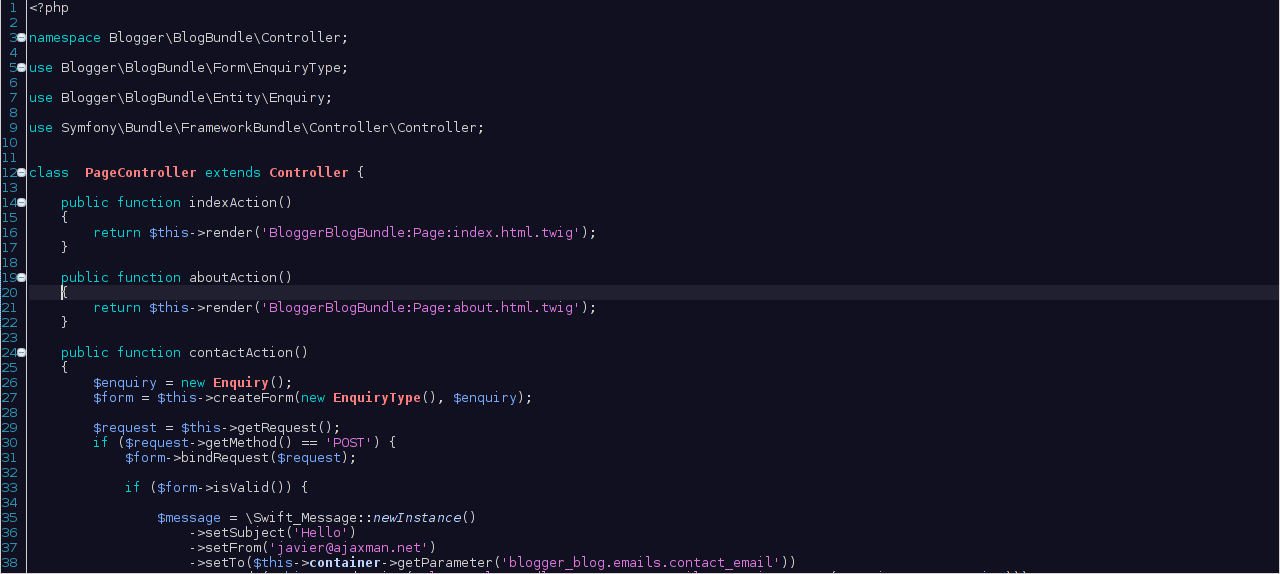 1 <?php
2
3 namespace Blogger\BlogBundle\Controller;
4
5 use Blogger\BlogBundle\Form\EnquiryType;
6
7 use Blogger\BlogBundle\Entity\Enquiry;
8
9 use Symfony\Bundle\FrameworkBundle\Controller\Controller;
10
11
12 class  PageController extends Controller {
13
14     public function indexAction()
15     {
16         return $this->render('BloggerBlogBundle:Page:index.html.twig');
17     }
18
19     public function aboutAction()
20     {
21         return $this->render('BloggerBlogBundle:Page:about.html.twig');
22     }
23
24     public function contactAction()
25     {
26         $enquiry = new Enquiry();
27         $form = $this->createForm(new EnquiryType(), $enquiry);
28
29         $request = $this->getRequest();
30         if ($request->getMethod() == 'POST') {
31             $form->bindRequest($request);
32
33             if ($form->isValid()) {
34
35                 $message = \Swift_Message::newInstance()
36                     ->setSubject('Hello')
37                     ->setFrom('javier@ajaxman.net')
38                     ->setTo($this->container->getParameter('blogger_blog.emails.contact_email'))